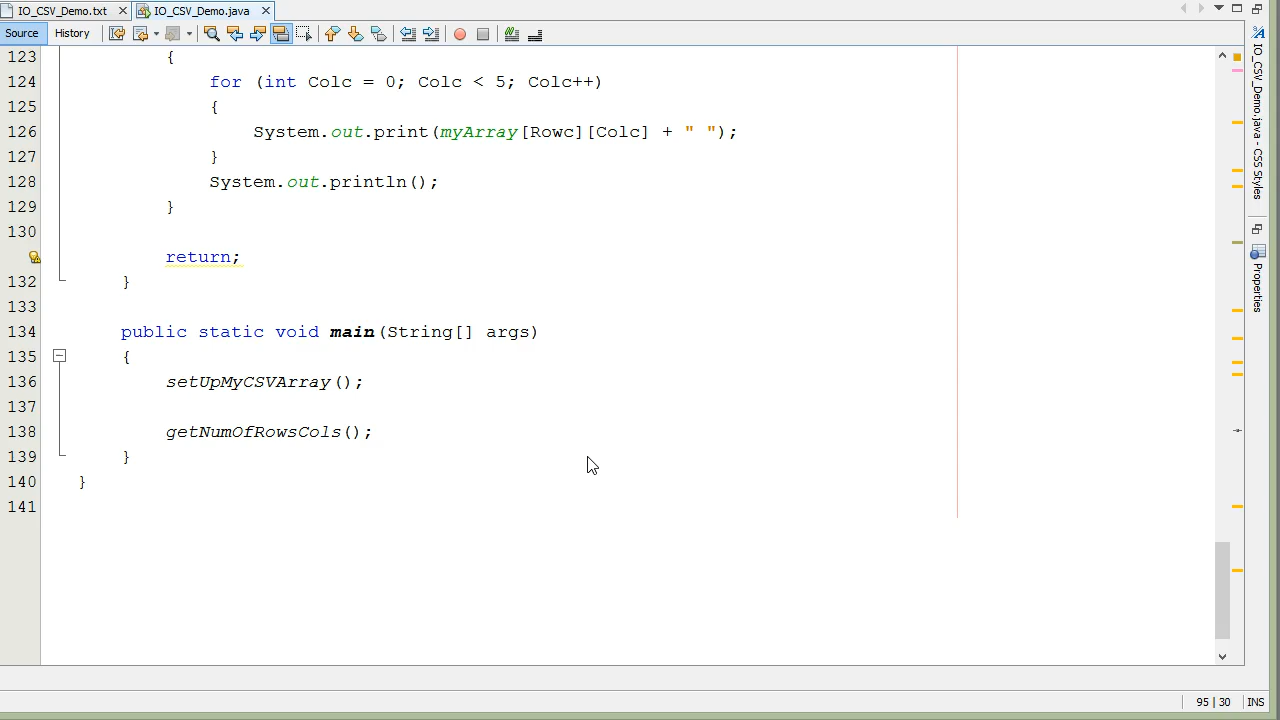 IO_CSV_Demo.txt IO_CSV_Demo.java
Source History
123 {
124 for (int Colc = 0; Colc < 5; Colc++)
125 {
126 System.out.print(myArray[Rowc][Colc] + " ");
127 }
128 System.out.println();
129 }
130
return;
132 }
133
134 public static void main(String[] args)
135 {
136 setUpMyCSVArray();
137
138 getNumOfRowsCols();
139 }
140 }
141
IO_CSV_Demo.java - CSS Styles
Properties
95 | 30 INS